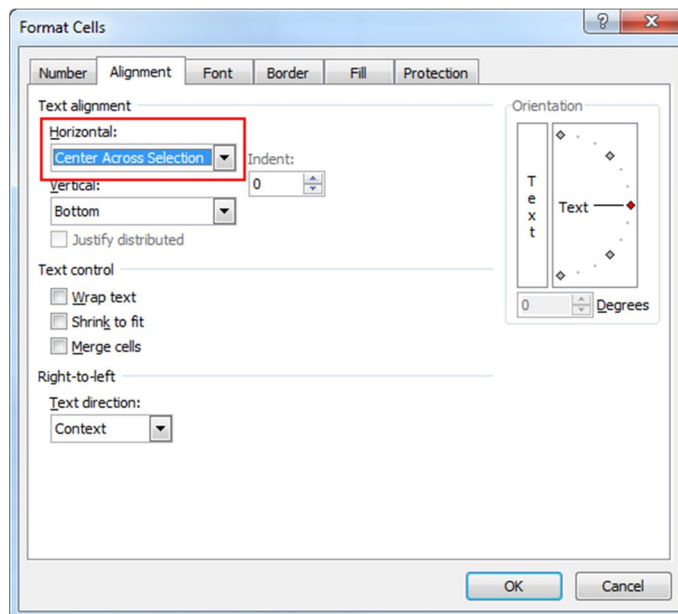 Format Cells
Number Alignment Font Border Fill Protection
Text alignment
Horizontal:
Center Across Selection
Indent:
Vertical:
0
Bottom
Justify distributed
Text control
Wrap text
Shrink to fit
Merge cells
Right-to-left
Text direction:
Context
Orientation
Text
Text
0 Degrees
OK Cancel